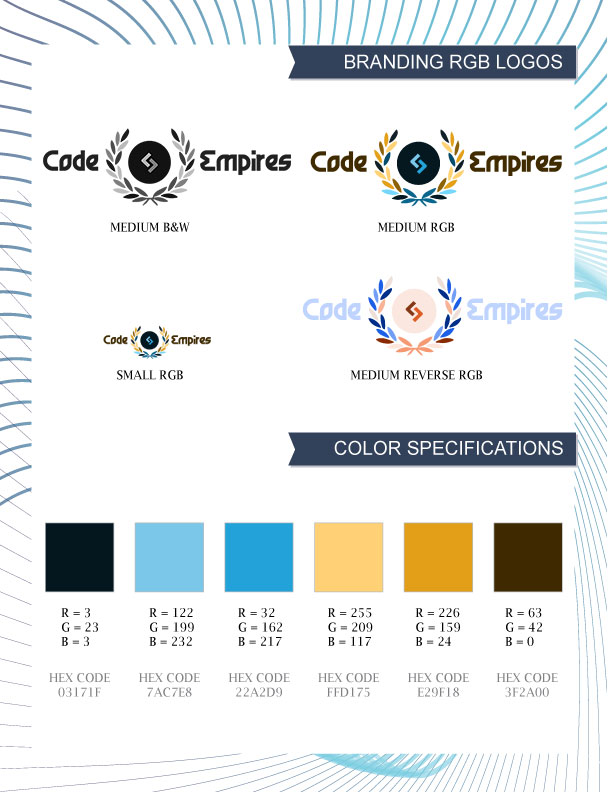 BRANDING RGB LOGOS
Code Empires
Code Empires
MEDIUM B&W
MEDIUM RGB
Code Empires
Code Empires
SMALL RGB
MEDIUM REVERSE RGB
COLOR SPECIFICATIONS
R = 3
G = 23
B = 3
R = 122
G = 199
B = 232
R = 32
G = 162
B = 217
R = 255
G = 209
B = 117
R = 226
G = 159
B = 24
R = 63
G = 42
B = 0
HEX CODE
03171F
HEX CODE
7AC7E8
HEX CODE
22A2D9
HEX CODE
FFD175
HEX CODE
E29F18
HEX CODE
3F2A00